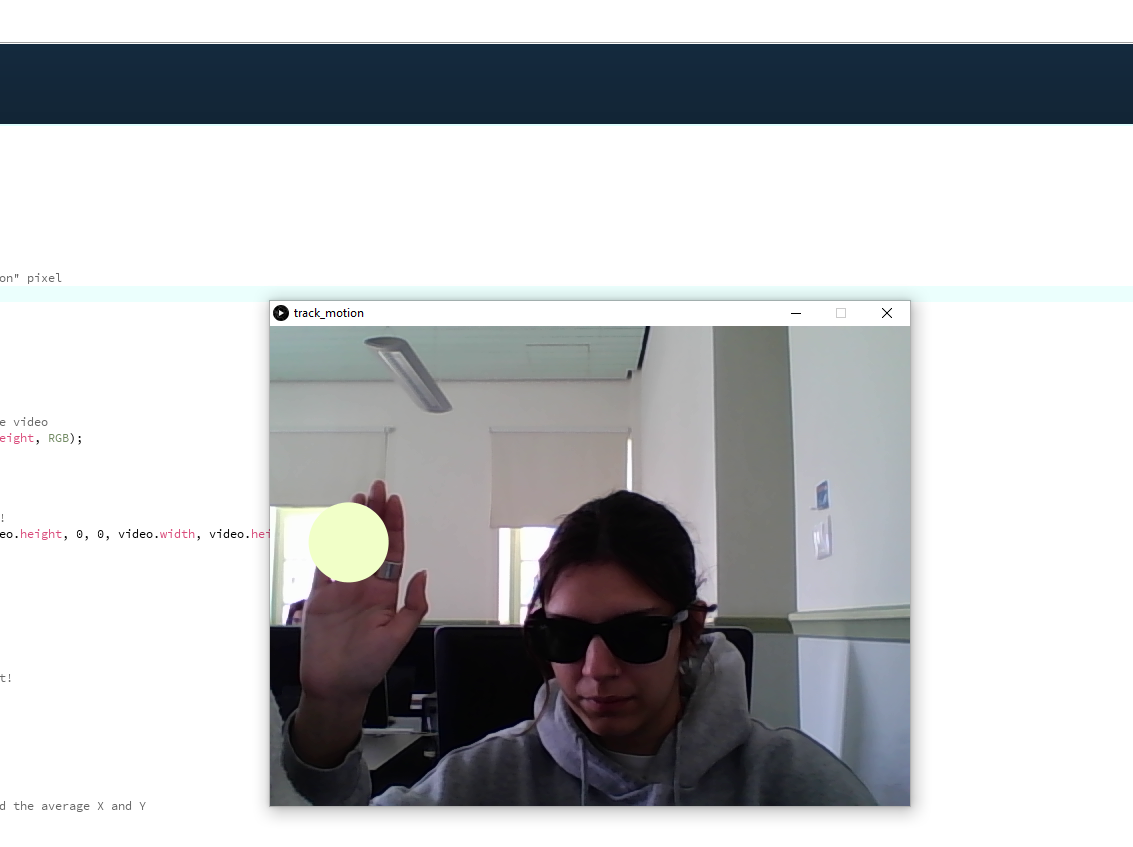 on" pixel
track_motion
e video
eight, RGB);
!
eo.height, 0, 0, video.width, video.hei
t!
d the average X and Y